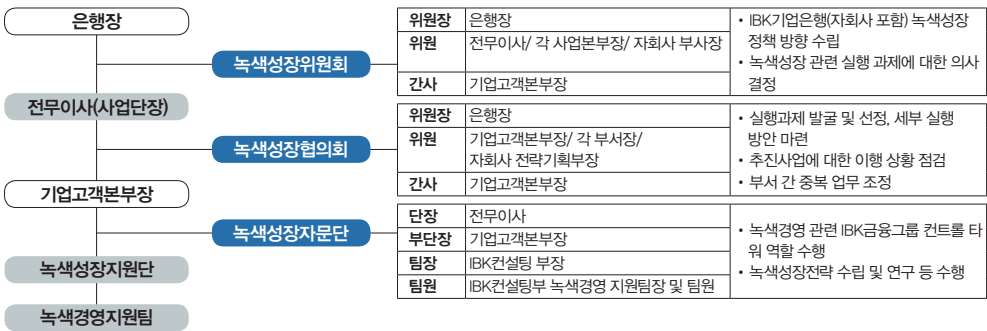 은행장
전무이사(사업단장)
기업고객본부장
녹색성장지원단
녹색경영지원팀
녹색성장위원회
위원장 은행장
위원 전무이사/ 각 사업본부장/ 자회사 부사장
간사 기업고객본부장
• IBK기업은행(자회사 포함) 녹색성장
정책 방향 수립
• 녹색성장 관련 실행 과제에 대한 의사
결정
녹색성장협의회
위원장 은행장
위원 기업고객본부장/ 각 부서장/
자회사 전략기획부장
간사 기업고객본부장
• 실행과제 발굴 및 선정, 세부 실행
방안 마련
• 추진사업에 대한 이행 상황 점검
• 부서 간 중복 업무 조정
녹색성장자문단
단장 전무이사
부단장 기업고객본부장
팀장 IBK컨설팅 부장
팀원 IBK컨설팅부 녹색경영 지원팀장 및 팀원
• 녹색경영 관련 IBK금융그룹 컨트롤 타
워 역할 수행
• 녹색성장전략 수립 및 연구 등 수행